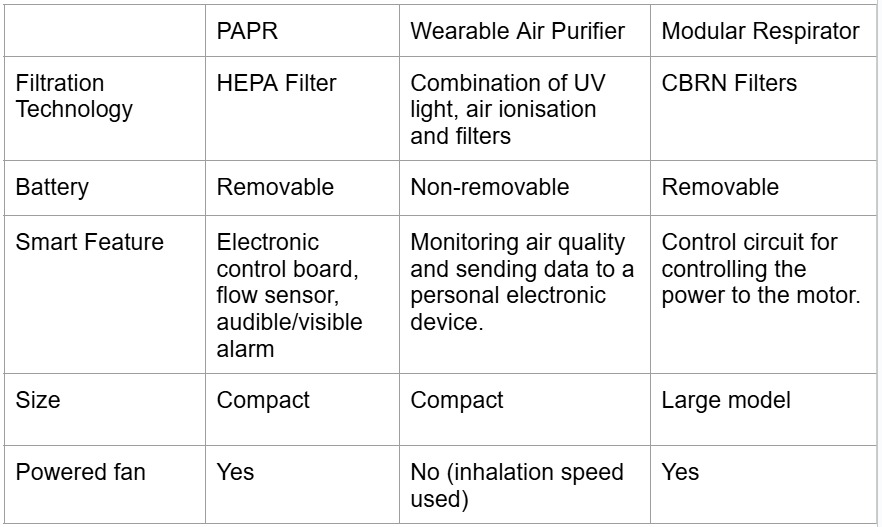 PAPR Wearable Air Purifier Modular Respirator
Filtration HEPA Filter Combination of UV CBRN Filters
Technology light, air ionisation
and filters
Battery Removable Non-removable Removable
Smart Feature Electronic Monitoring air quality Control circuit for
control board, and sending data to a controlling the
flow sensor, personal electronic power to the motor.
audible/visible device.
alarm
Size Compact Compact Large model
Powered fan Yes No (inhalation speed Yes
used)